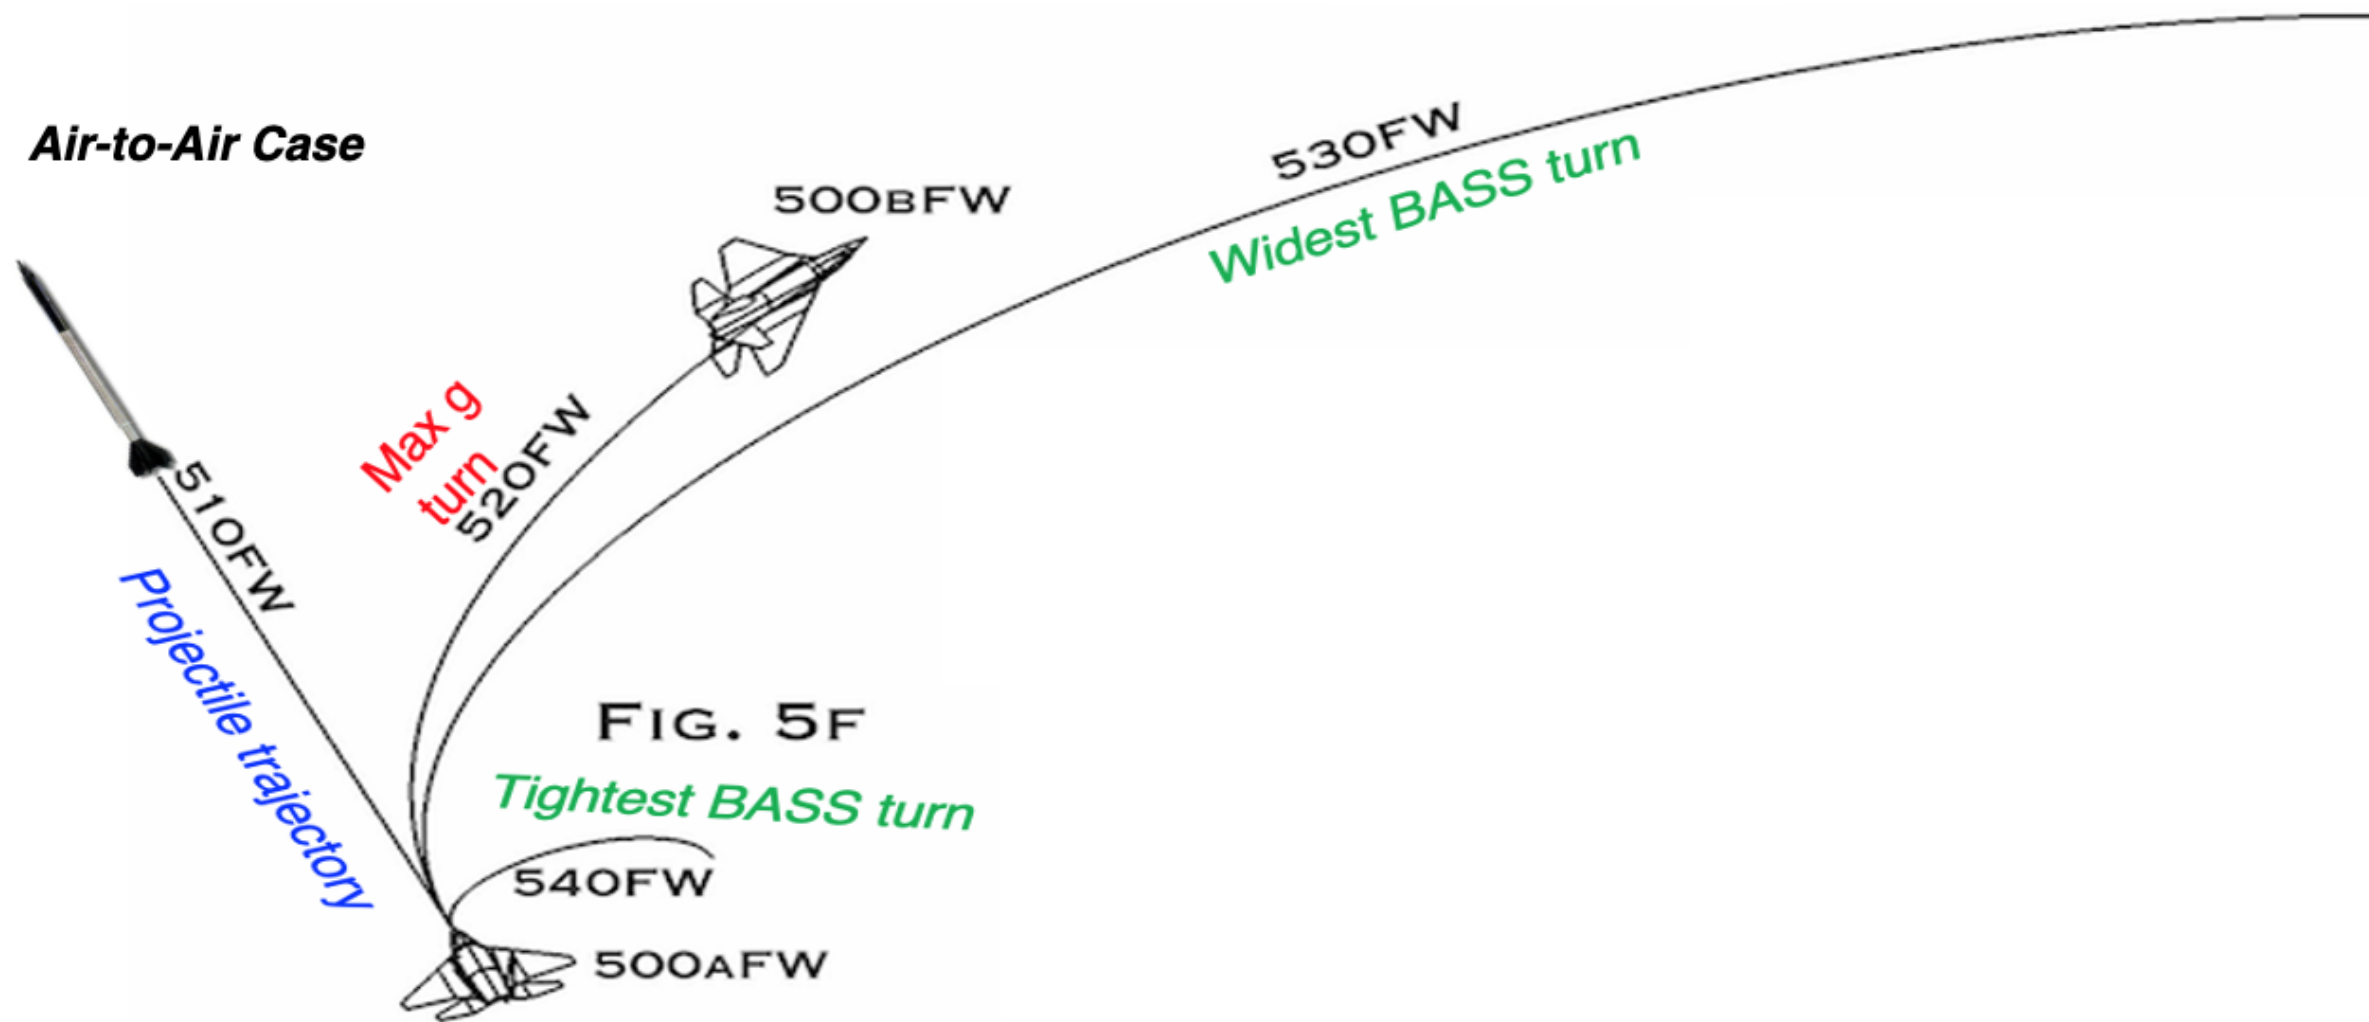 Air-to-Air Case
500BFW
530FW
Widest BASS turn
Max g
turn
520FW
510FW
Projectile trajectory
FIG. 5F
Tightest BASS turn
540FW
500AFW